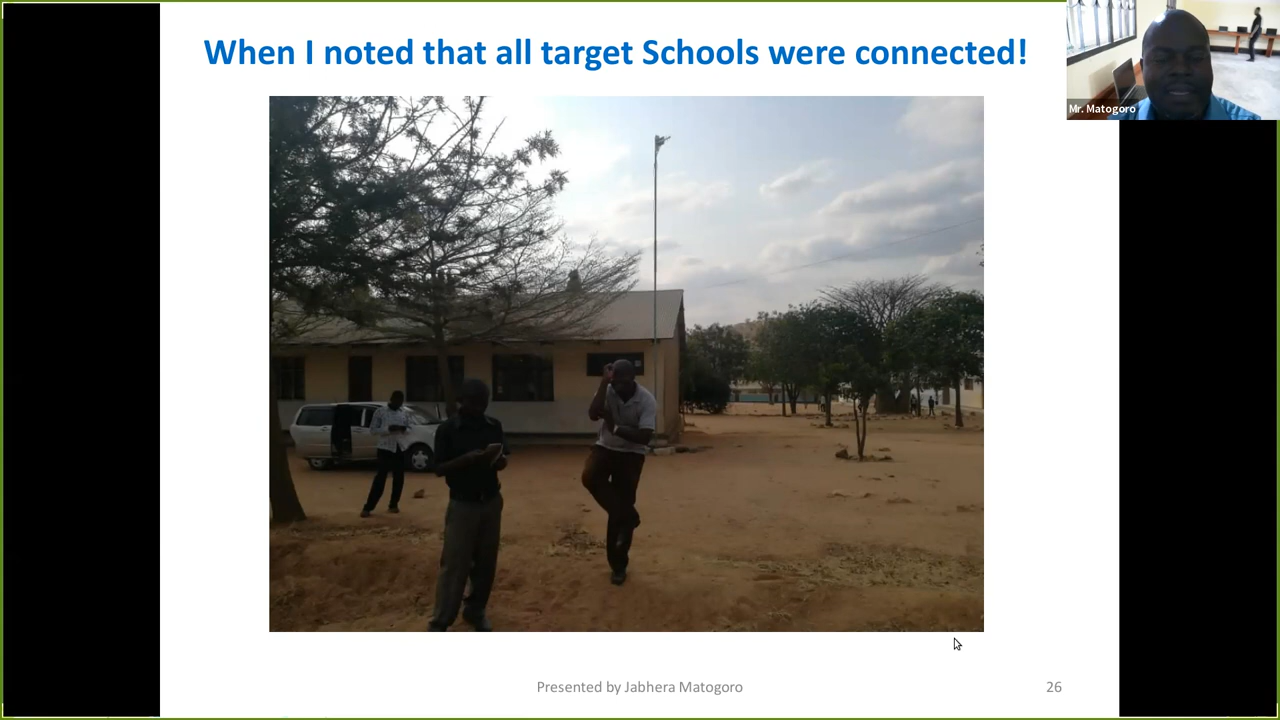 When I noted that all target Schools were connected!
Mr. Matogoro
Presented by Jabhera Matogoro
26